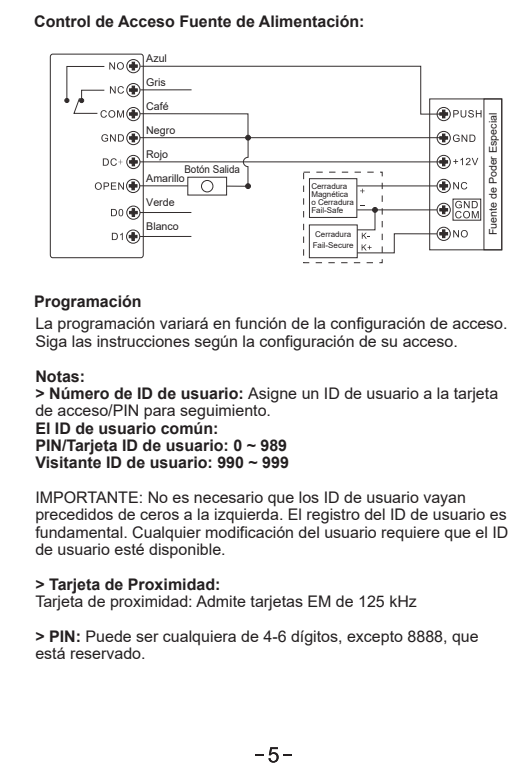 Control de Acceso Fuente de Alimentación:
NO Azul
NC Gris
COM Café
GND Negro
DC+ Rojo
OPEN Amarillo
Botón Salida
D0 Verde
D1 Blanco
Cerradura
Magnética
o Cerradura
Fail-Safe
+
–
Cerradura
Fail-Secure
K-
K+
PUSH
GND
+12V
NC
GND
COM
NO
Fuente de Poder Especial
Programación
La programación variará en función de la configuración de acceso.
Siga las instrucciones según la configuración de su acceso.
Notas:
> Número de ID de usuario: Asigne un ID de usuario a la tarjeta
de acceso/PIN para seguimiento.
El ID de usuario común:
PIN/Tarjeta ID de usuario: 0 ~ 989
Visitante ID de usuario: 990 ~ 999
IMPORTANTE: No es necesario que los ID de usuario vayan
precedidos de ceros a la izquierda. El registro del ID de usuario es
fundamental. Cualquier modificación del usuario requiere que el ID
de usuario esté disponible.
> Tarjeta de Proximidad:
Tarjeta de proximidad: Admite tarjetas EM de 125 kHz
> PIN: Puede ser cualquiera de 4-6 dígitos, excepto 8888, que
está reservado.
-5-